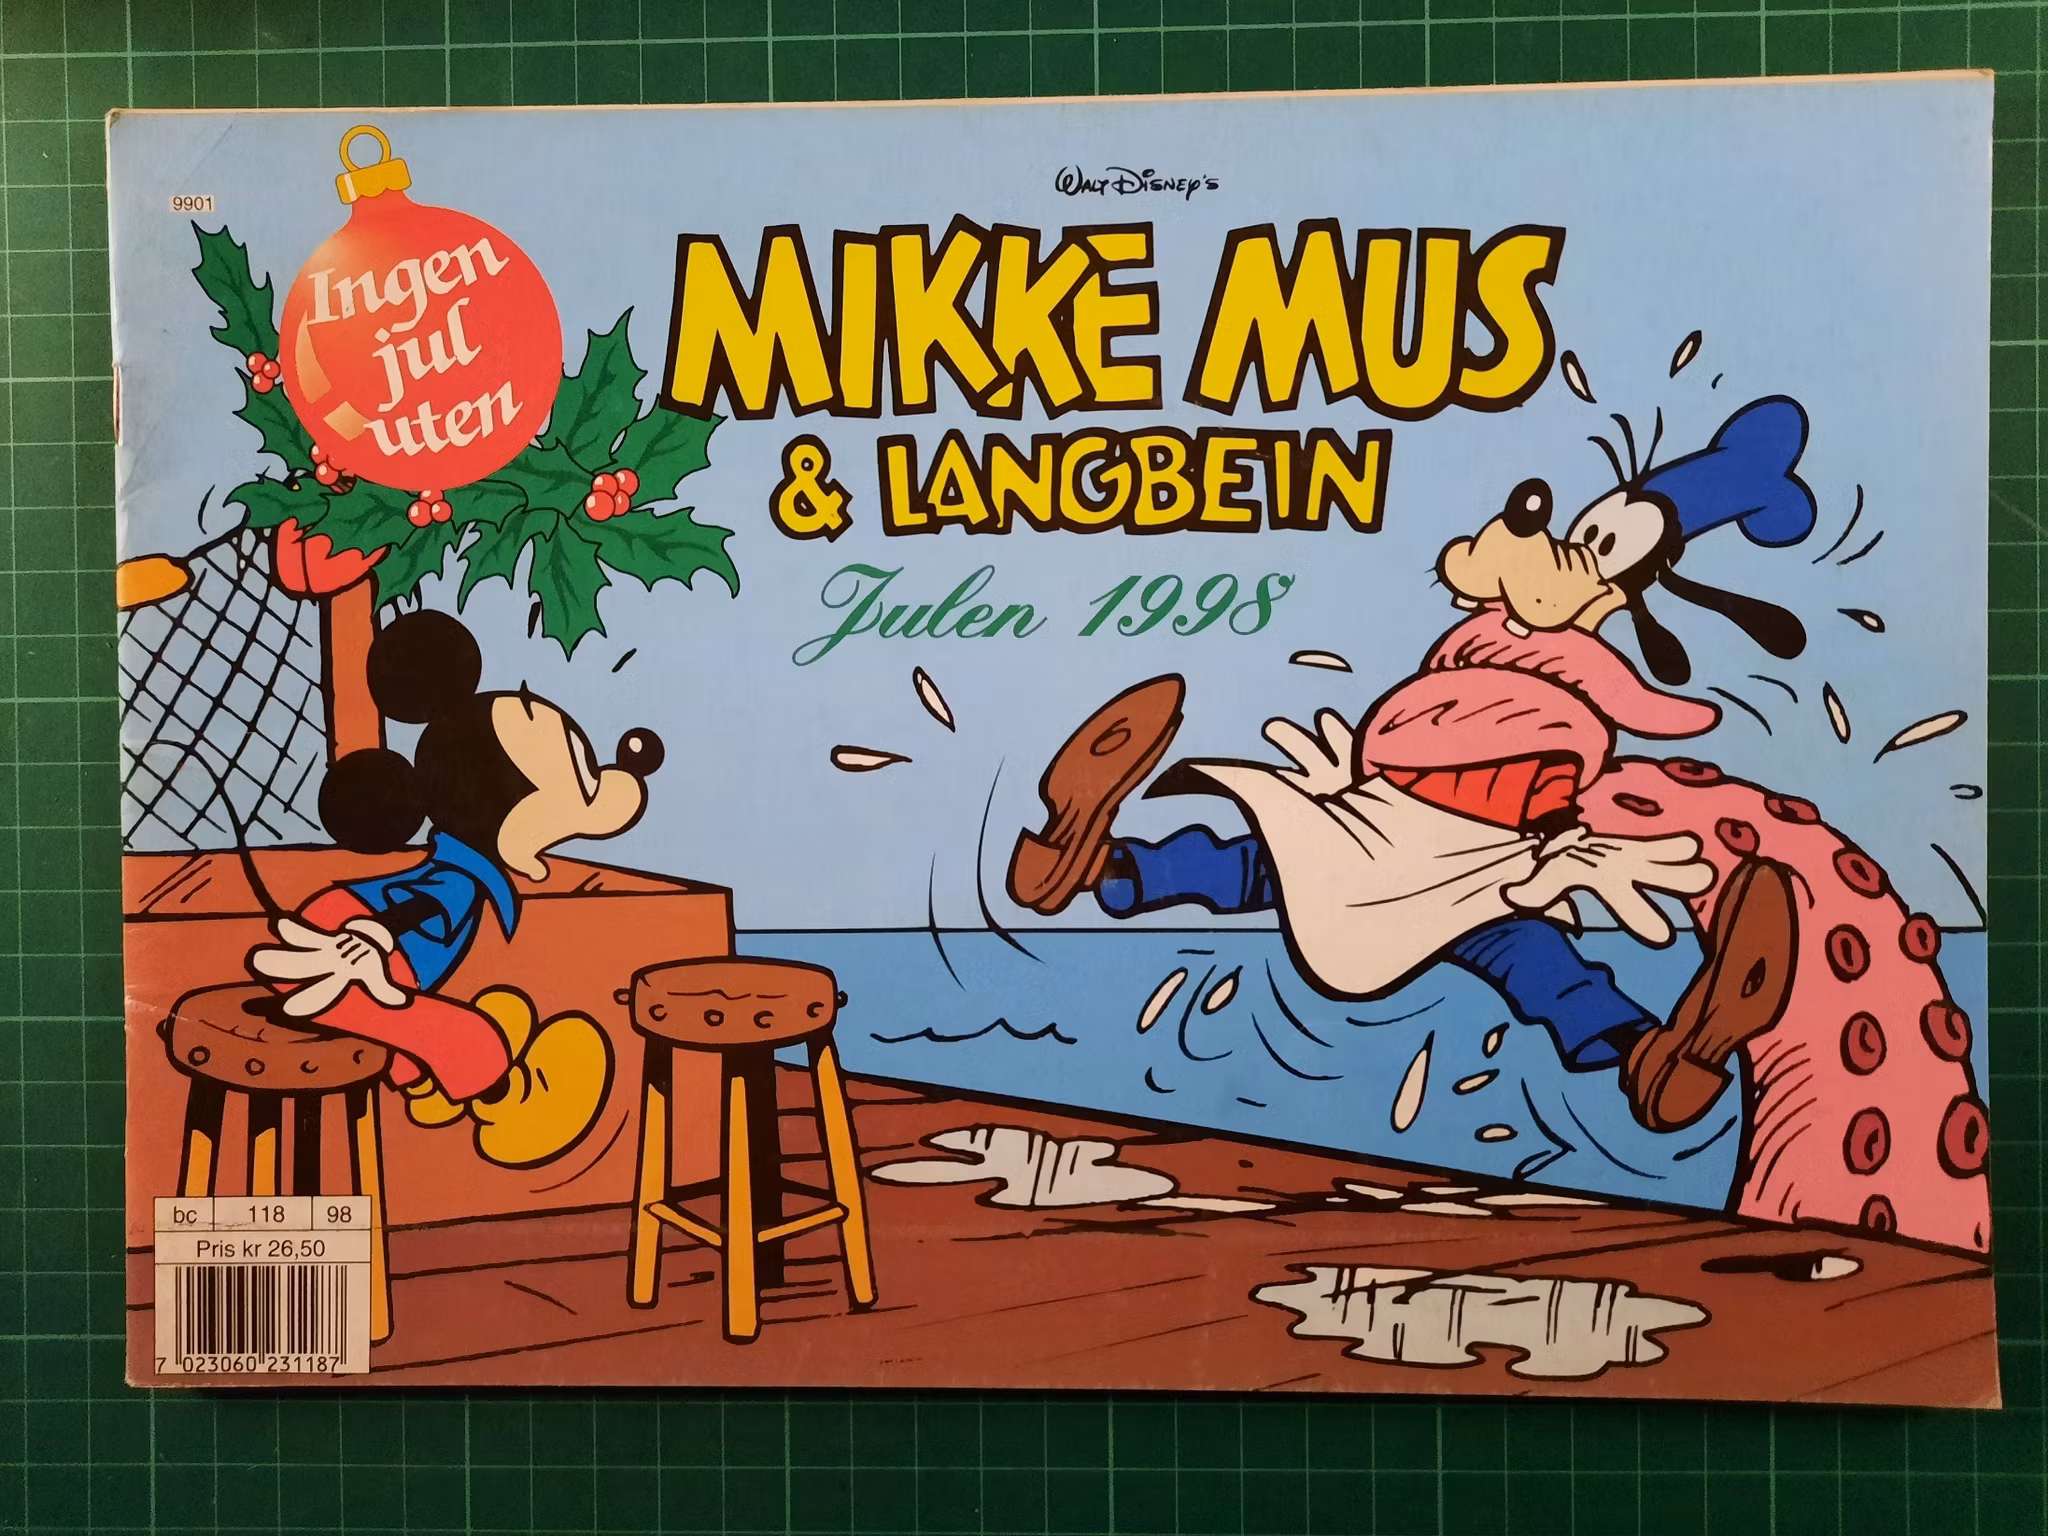 9901
Ingen
jul
uten
WALT DISNEY'S
MIKKE MUS
& LANGBEIN
Julen 1998
bc 118 98
Pris kr 26,50
7 023060 231187